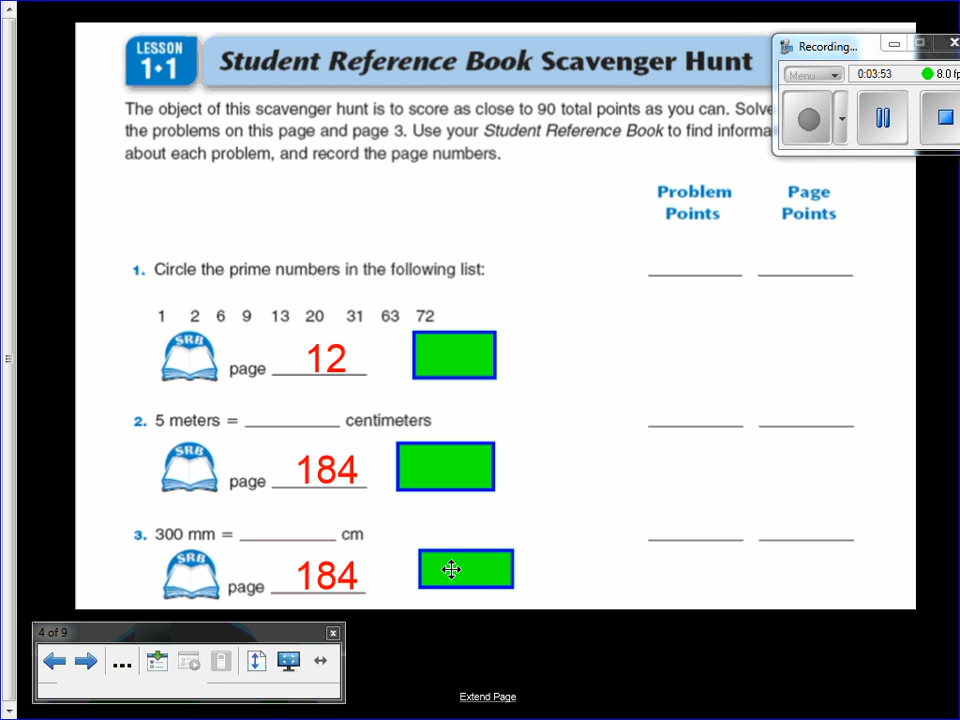 LESSON
1·1
Student Reference Book Scavenger Hunt
Recording...
Menu
0:03:53
8.0
The object of this scavenger hunt is to score as close to 90 total points as you can. Solve
the problems on this page and page 3. Use your Student Reference Book to find
about each problem, and record the page numbers.
Problem Points
Page Points
1. Circle the prime numbers in the following list:
1 2 6 9 13 20 31 63 72
SRB
page 12
2. 5 meters = __________ centimeters
SRB
page 184
3. 300 mm = __________ cm
SRB
page 184
4 of 9
Extend Page